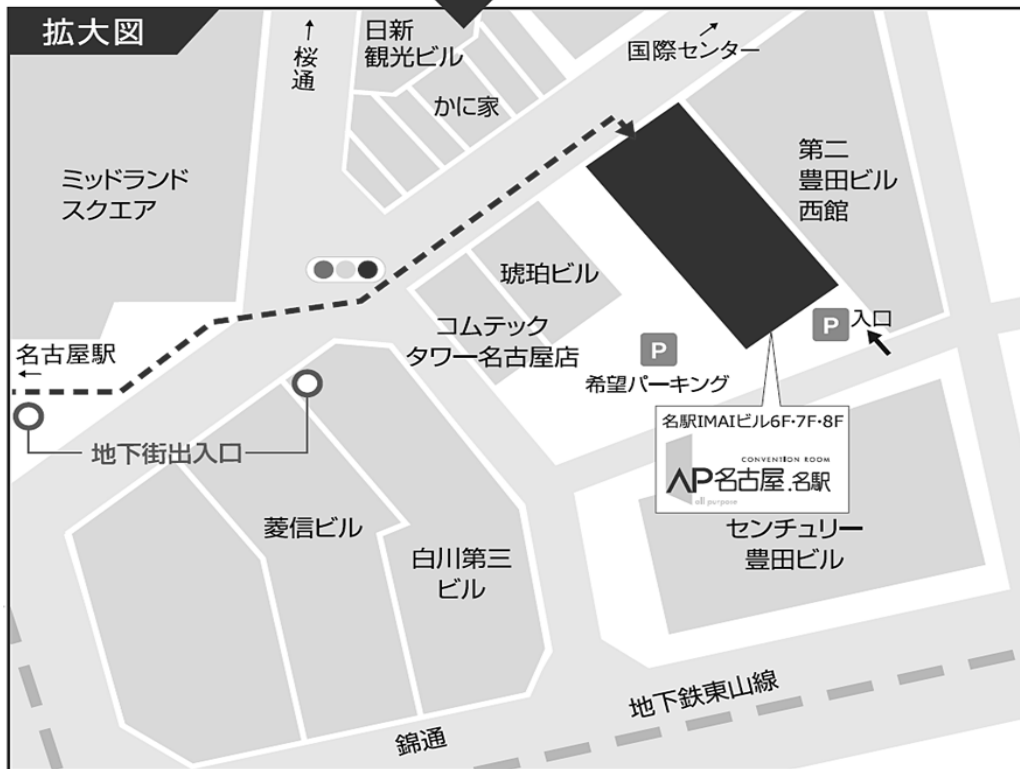 拡大図
↑
桜通
日新
観光ビル
↗
国際センター
かに家
ミッドランド
スクエア
第二
豊田ビル
西館
琥珀ビル
コムテック
タワー名古屋店
P
希望パーキング
P
入口
名古屋駅
←
地下街出入口
名駅IMAIビル6F・7F・8F
CONVENTION ROOM
AP名古屋.名駅
all purpose
菱信ビル
白川第三
ビル
センチュリー
豊田ビル
地下鉄東山線
錦通